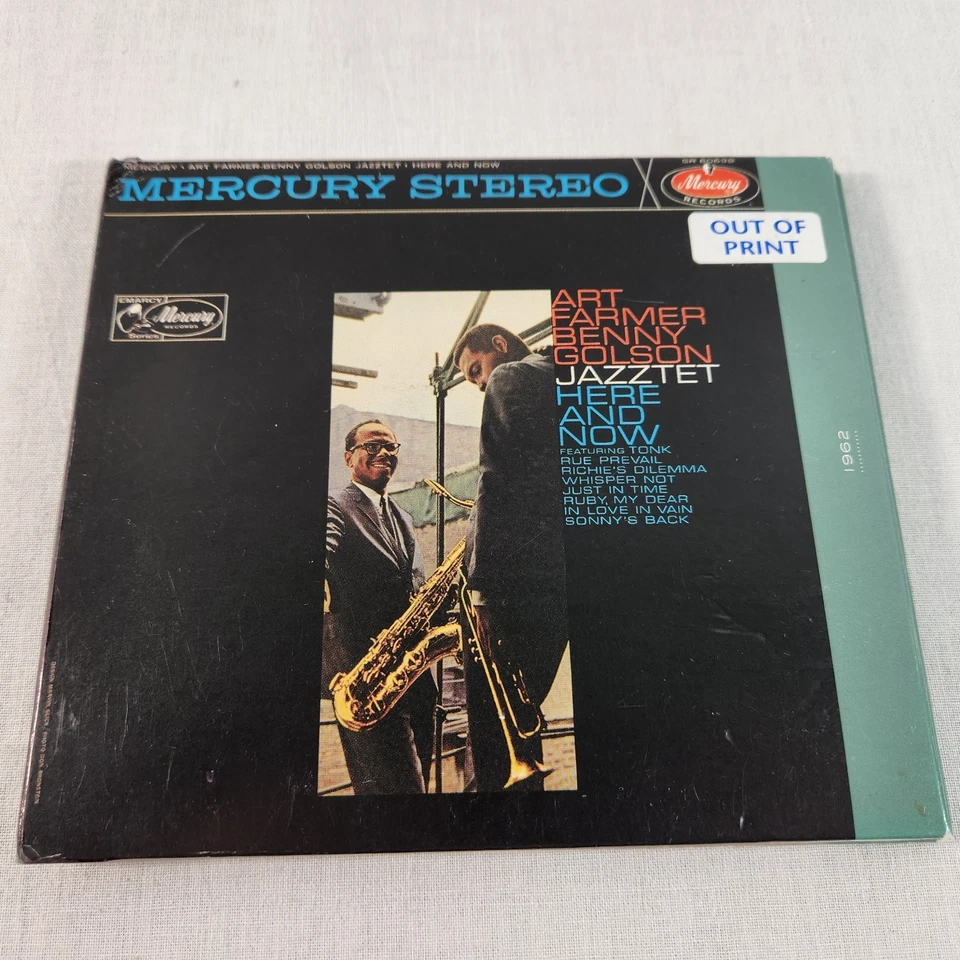 MERCURY • ART FARMER-BENNY GOLSON JAZZTET • HERE AND NOW
MERCURY STEREO
SR 60698
Mercury
RECORDS
OUT OF
PRINT
EMARCY
Mercury
RECORDS
Series
ART
FARMER
BENNY
GOLSON
JAZZTET
HERE
AND
NOW
FEATURING TONK
RUE PREVAIL
RICHIE'S DILEMMA
WHISPER NOT
JUST IN TIME
RUBY, MY DEAR
IN LOVE IN VAIN
SONNY'S BACK
1962